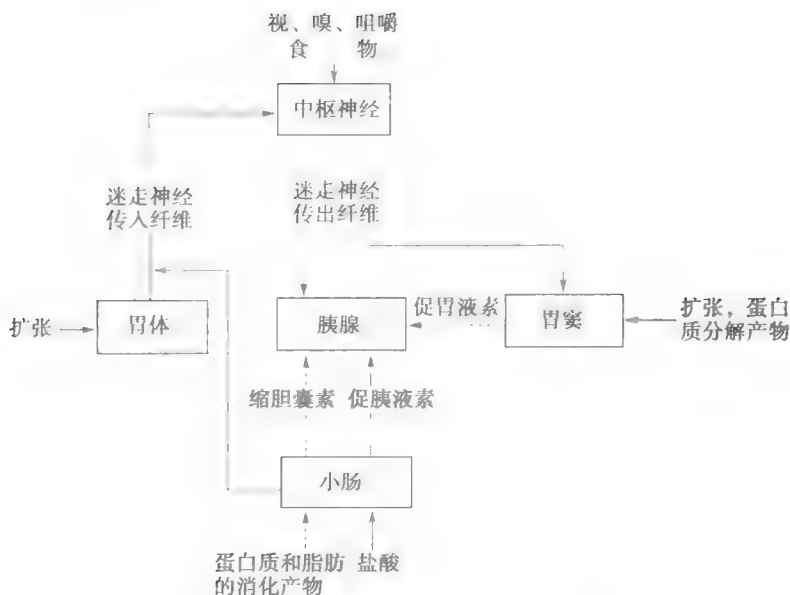 视、嗅、咀嚼
食 物
中枢神经
迷走神经
传入纤维
迷走神经
传出纤维
扩张
胃体
胰腺
促胃液素
胃窦
扩张，蛋白
质分解产物
缩胆囊素 促胰液素
小肠
蛋白质和脂肪 盐酸
的消化产物